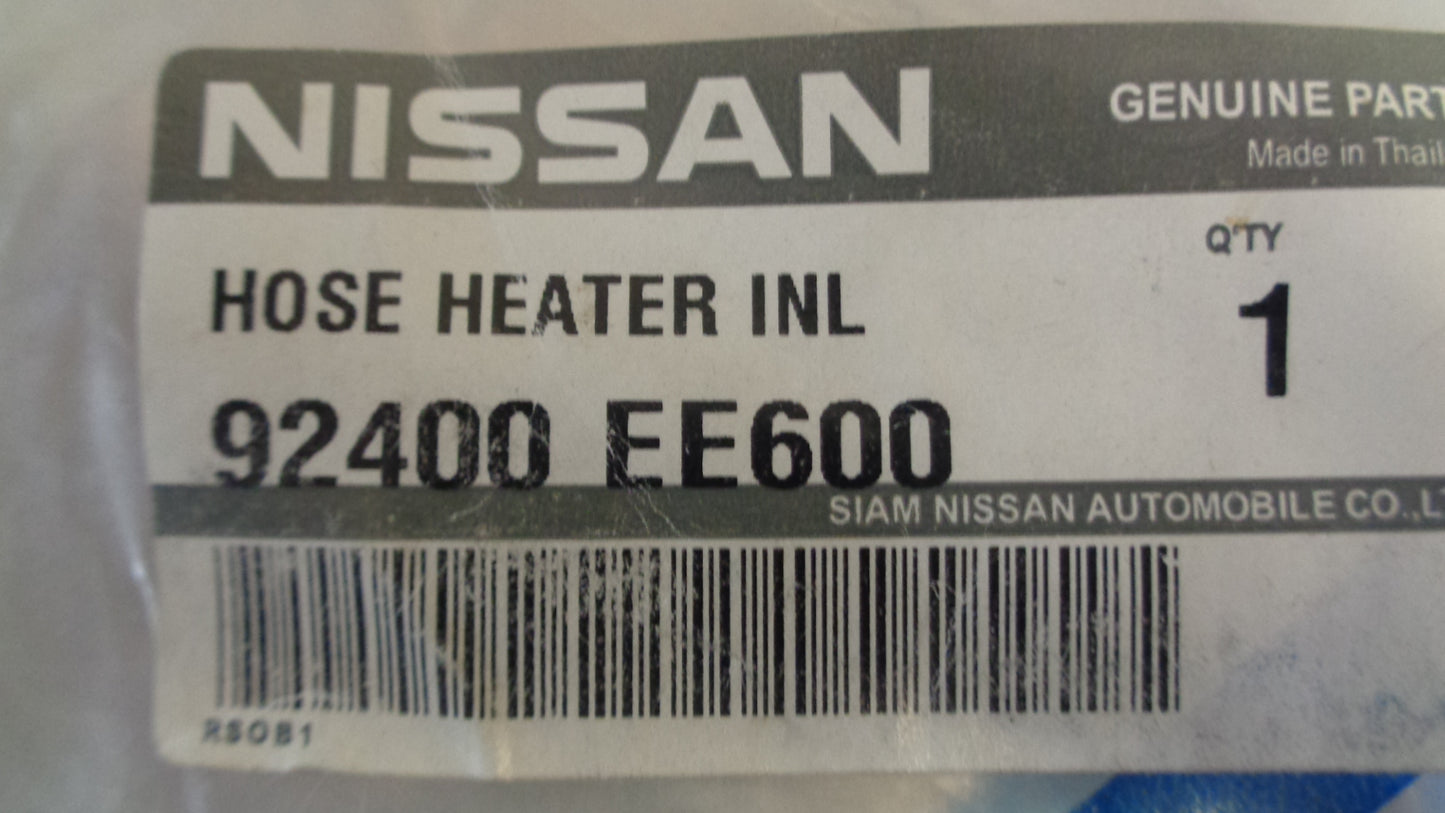 NISSAN
GENUINE PART
Made in Thail
HOSE HEATER INL
Q'TY
1
92400 EE600
SIAM NISSAN AUTOMOBILE CO.,L
RSOB1